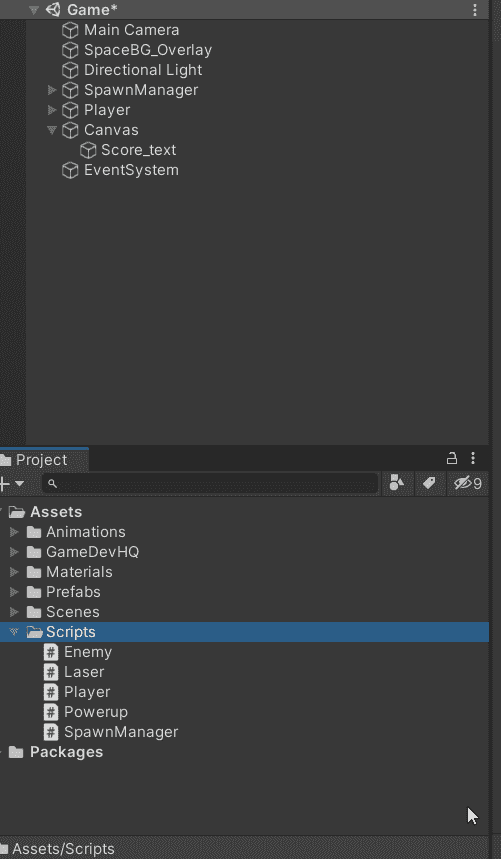 Game*
Main Camera
SpaceBG_Overlay
Directional Light
SpawnManager
Player
Canvas
Score_text
EventSystem
Project
9
Assets
Animations
GameDevHQ
Materials
Prefabs
Scenes
Scripts
Enemy
Laser
Player
Powerup
SpawnManager
Packages
Assets/Scripts